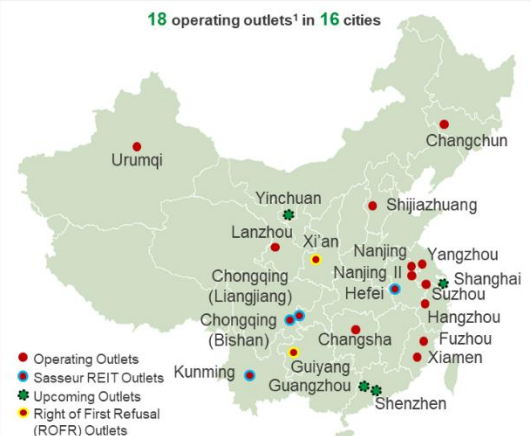 18 operating outlets¹ in 16 cities
Changchun
Urumqi
Yinchuan
Shijiazhuang
Lanzhou
Xi'an
Nanjing
Yangzhou
Nanjing II
Shanghai
Chongqing
(Liangjiang)
Hefei
Suzhou
Hangzhou
Chongqing
(Bishan)
Changsha
Fuzhou
Xiamen
Kunming
Guiyang
Guangzhou
Shenzhen
Operating Outlets
Sasseur REIT Outlets
Upcoming Outlets
Right of First Refusal
(ROFR) Outlets